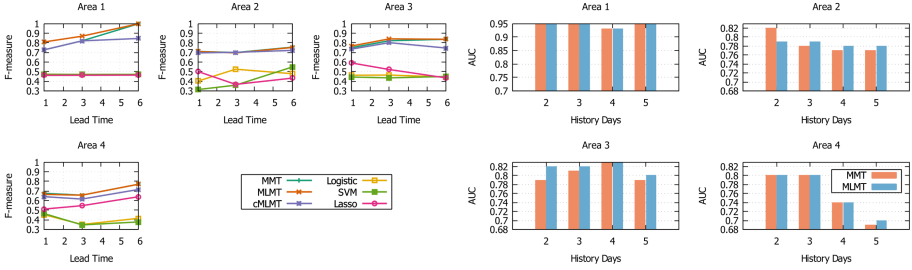 Area 1
F-measure
1
0.9
0.8
0.7
0.6
0.5
0.4
0.3
1 2 3 4 5 6
Lead Time
Area 2
1
0.9
0.8
0.7
0.6
0.5
0.4
0.3
1 2 3 4 5 6
Lead Time
Area 3
1
0.9
0.8
0.7
0.6
0.5
0.4
0.3
1 2 3 4 5 6
Lead Time
Area 1
AUC
0.95
0.9
0.85
0.8
0.75
0.7
2 3 4 5
History Days
Area 2
AUC
0.82
0.8
0.78
0.76
0.74
0.72
0.7
0.68
2 3 4 5
History Days
Area 4
F-measure
1
0.9
0.8
0.7
0.6
0.5
0.4
0.3
1 2 3 4 5 6
Lead Time
MMT Logistic
MLMT SVM
cMLMT Lasso
Area 3
AUC
0.82
0.8
0.78
0.76
0.74
0.72
0.7
0.68
2 3 4 5
History Days
Area 4
AUC
0.82
0.8
0.78
0.76
0.74
0.72
0.7
0.68
MMT
MLMT
2 3 4 5
History Days